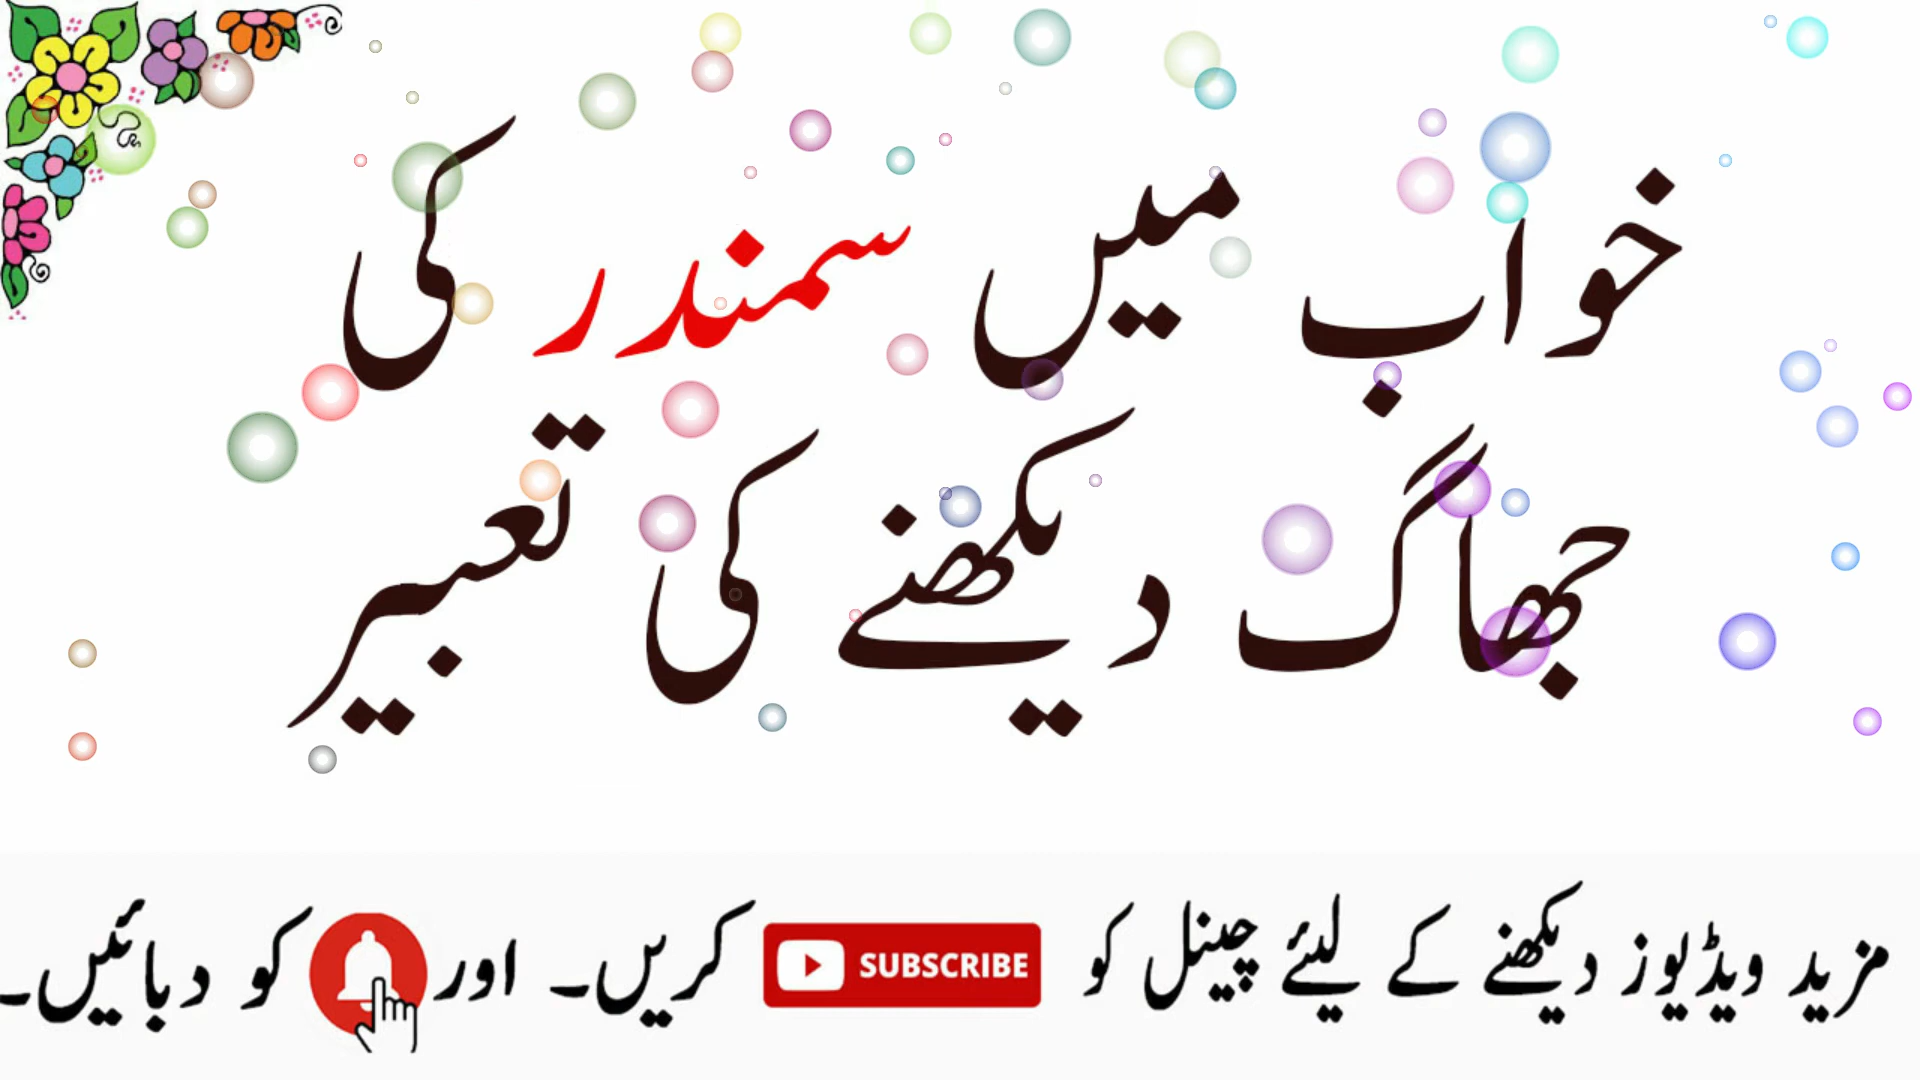 خواب میں سمندر کی
جھاگ دیکھنے کی تعبیر
مزید ویڈیوز دیکھنے کے لیئے چینل کو SUBSCRIBE کریں۔ اور کو دبائیں۔